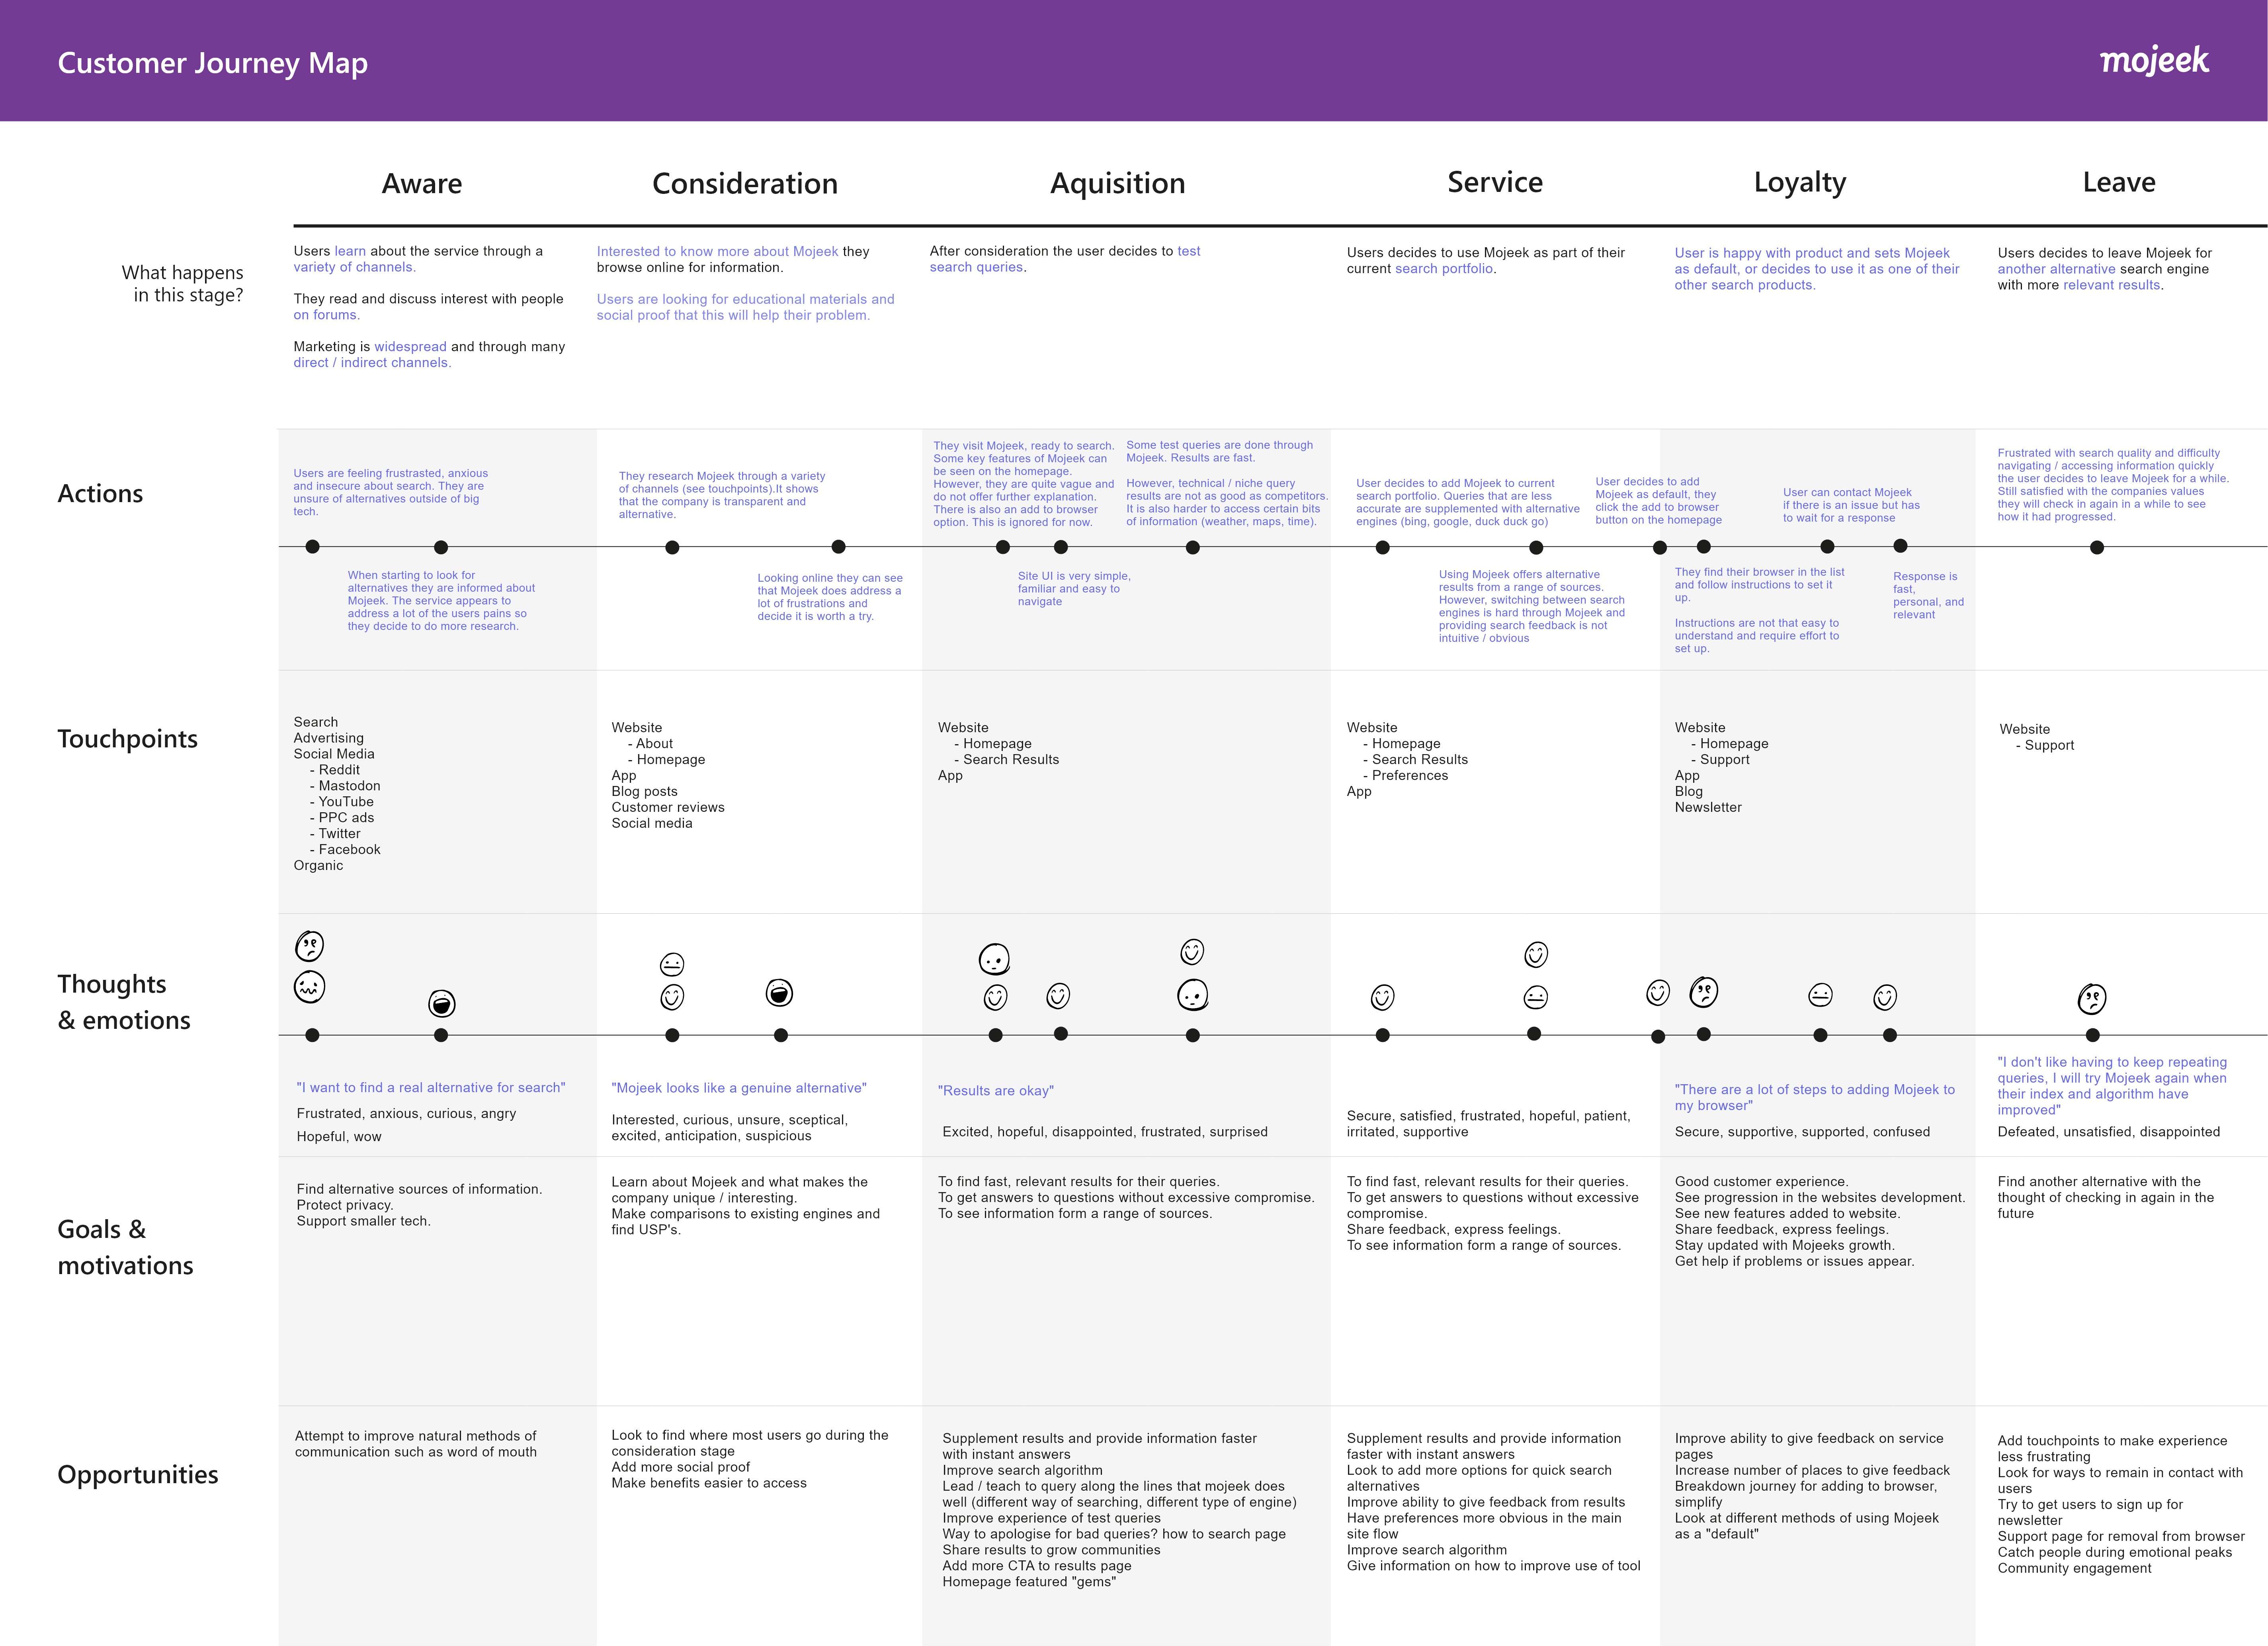 Customer Journey Map
mojeek
Aware
Consideration
Aquisition
Service
Loyalty
Leave
What happens
in this stage?
Users learn about the service through a
variety of channels.
They read and discuss interest with people
on forums.
Marketing is widespread and through many
direct / indirect channels.
Interested to know more about Mojeek they
browse online for information.
Users are looking for educational materials and
social proof that this will help their problem.
After consideration the user decides to test
search queries.
Users decides to use Mojeek as part of their
current search portfolio.
User is happy with product and sets Mojeek
as default, or decides to use it as one of their
other search products.
Users decides to leave Mojeek for
another alternative search engine
with more relevant results.
Actions
Users are feeling frustrasted, anxious
and insecure about search. They are
unsure of alternatives outside of big
tech.
When starting to look for
alternatives they are informed about
Mojeek. The service appears to
address a lot of the users pains so
they decide to do more research.
They research Mojeek through a variety
of channels (see touchpoints).It shows
that the company is transparent and
alternative.
Looking online they can see
that Mojeek does address a
lot of frustrations and
decide it is worth a try.
They visit Mojeek, ready to search.
Some key features of Mojeek can
be seen on the homepage.
However, they are quite vague and
do not offer further explanation.
There is also an add to browser
option. This is ignored for now.
Site UI is very simple,
familiar and easy to
navigate
Some test queries are done through
Mojeek. Results are fast.
However, technical / niche query
results are not as good as competitors.
It is also harder to access certain bits
of information (weather, maps, time).
User decides to add Mojeek to current
search portfolio. Queries that are less
accurate are supplemented with alternative
engines (bing, google, duck duck go)
Using Mojeek offers alternative
results from a range of sources.
However, switching between search
engines is hard through Mojeek and
providing search feedback is not
intuitive / obvious
User decides to add
Mojeek as default, they
click the add to browser
button on the homepage
They find their browser in the list
and follow instructions to set it
up.
Instructions are not that easy to
understand and require effort to
set up.
User can contact Mojeek
if there is an issue but has
to wait for a response
Response is
fast,
personal, and
relevant
Frustrated with search quality and difficulty
navigating / accessing information quickly
the user decides to leave Mojeek for a while.
Still satisfied with the companies values
they will check in again in a while to see
how it had progressed.
Touchpoints
Search
Advertising
Social Media
- Reddit
- Mastodon
- YouTube
- PPC ads
- Twitter
- Facebook
Organic
Website
- About
- Homepage
App
Blog posts
Customer reviews
Social media
Website
- Homepage
- Search Results
App
Website
- Homepage
- Search Results
- Preferences
App
Website
- Homepage
- Support
App
Blog
Newsletter
Website
- Support
Thoughts
& emotions
"I want to find a real alternative for search"
Frustrated, anxious, curious, angry
Hopeful, wow
"Mojeek looks like a genuine alternative"
Interested, curious, unsure, sceptical,
excited, anticipation, suspicious
"Results are okay"
Excited, hopeful, disappointed, frustrated, surprised
Secure, satisfied, frustrated, hopeful, patient,
irritated, supportive
"There are a lot of steps to adding Mojeek to
my browser"
Secure, supportive, supported, confused
"I don't like having to keep repeating
queries, I will try Mojeek again when
their index and algorithm have
improved"
Defeated, unsatisfied, disappointed
Goals &
motivations
Find alternative sources of information.
Protect privacy.
Support smaller tech.
Learn about Mojeek and what makes the
company unique / interesting.
Make comparisons to existing engines and
find USP's.
To find fast, relevant results for their queries.
To get answers to questions without excessive compromise.
To see information form a range of sources.
To find fast, relevant results for their queries.
To get answers to questions without excessive
compromise.
Share feedback, express feelings.
To see information form a range of sources.
Good customer experience.
See progression in the websites development.
See new features added to website.
Share feedback, express feelings.
Stay updated with Mojeeks growth.
Get help if problems or issues appear.
Find another alternative with the
thought of checking in again in the
future
Opportunities
Attempt to improve natural methods of
communication such as word of mouth
Look to find where most users go during the
consideration stage
Add more social proof
Make benefits easier to access
Supplement results and provide information faster
with instant answers
Improve search algorithm
Lead / teach to query along the lines that mojeek does
well (different way of searching, different type of engine)
Improve experience of test queries
Way to apologise for bad queries? how to search page
Share results to grow communities
Add more CTA to results page
Homepage featured "gems"
Supplement results and provide information
faster with instant answers
Look to add more options for quick search
alternatives
Improve ability to give feedback from results
Have preferences more obvious in the main
site flow
Improve search algorithm
Give information on how to improve use of tool
Improve ability to give feedback on service
pages
Increase number of places to give feedback
Breakdown journey for adding to browser,
simplify
Look at different methods of using Mojeek
as a "default"
Add touchpoints to make experience
less frustrating
Look for ways to remain in contact with
users
Try to get users to sign up for
newsletter
Support page for removal from browser
Catch people during emotional peaks
Community engagement